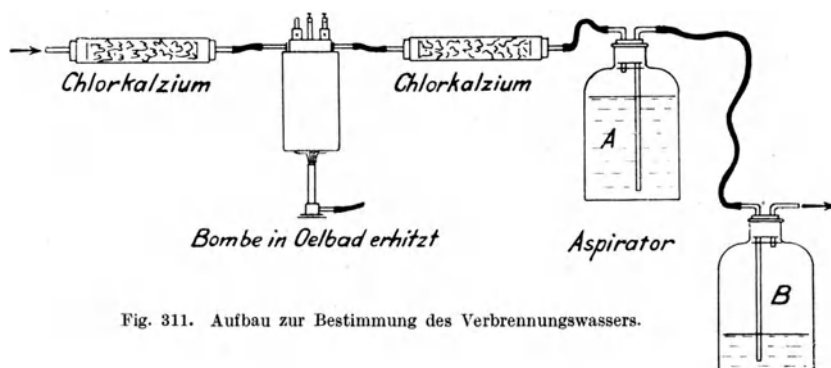 Chlorkalzium
Chlorkalzium
A
Bombe in Oelbad erhitzt
Aspirator
B
Fig. 311. Aufbau zur Bestimmung des Verbrennungswassers.